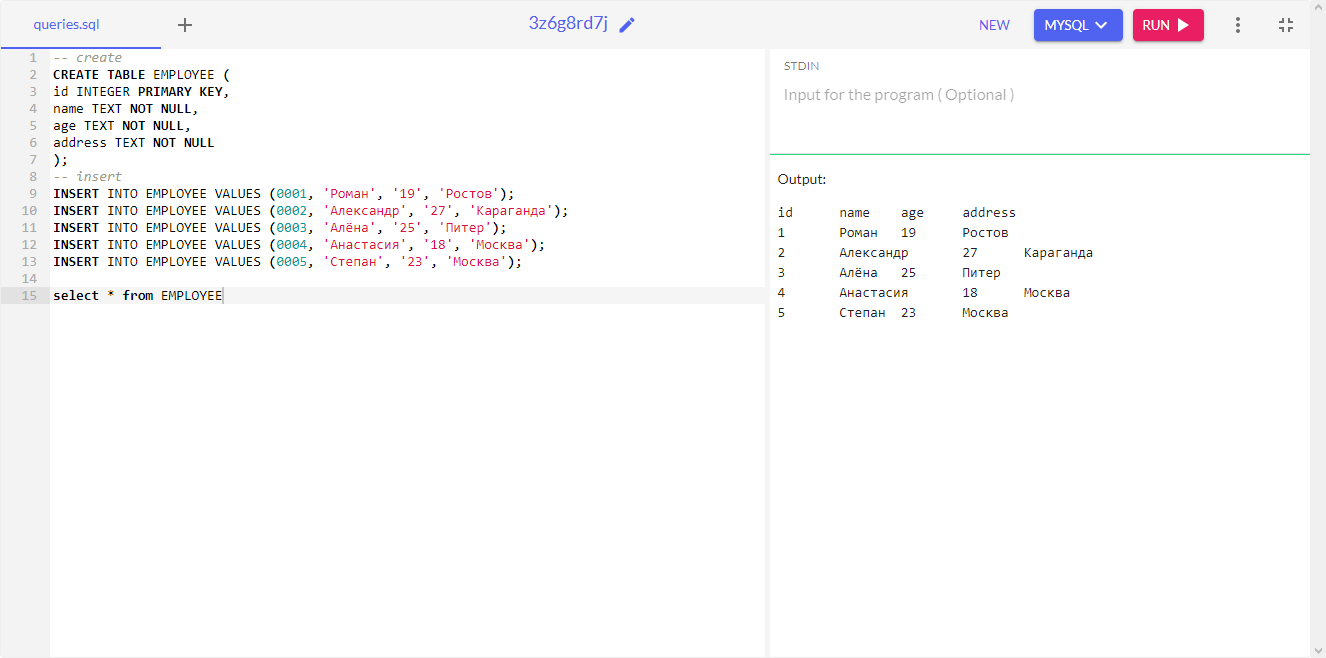 queries.sql + 3z6g8rd7j NEW MYSQL RUN
1 -- create
2 CREATE TABLE EMPLOYEE (
3 id INTEGER PRIMARY KEY,
4 name TEXT NOT NULL,
5 age TEXT NOT NULL,
6 address TEXT NOT NULL
7 );
8 -- insert
9 INSERT INTO EMPLOYEE VALUES (0001, 'Роман', '19', 'Ростов');
10 INSERT INTO EMPLOYEE VALUES (0002, 'Александр', '27', 'Караганда');
11 INSERT INTO EMPLOYEE VALUES (0003, 'Алёна', '25', 'Питер');
12 INSERT INTO EMPLOYEE VALUES (0004, 'Анастасия', '18', 'Москва');
13 INSERT INTO EMPLOYEE VALUES (0005, 'Степан', '23', 'Москва');
14
15 select * from EMPLOYEE
STDIN
Input for the program ( Optional )
Output:
id name age address
1 Роман 19 Ростов
2 Александр 27 Караганда
3 Алёна 25 Питер
4 Анастасия 18 Москва
5 Степан 23 Москва